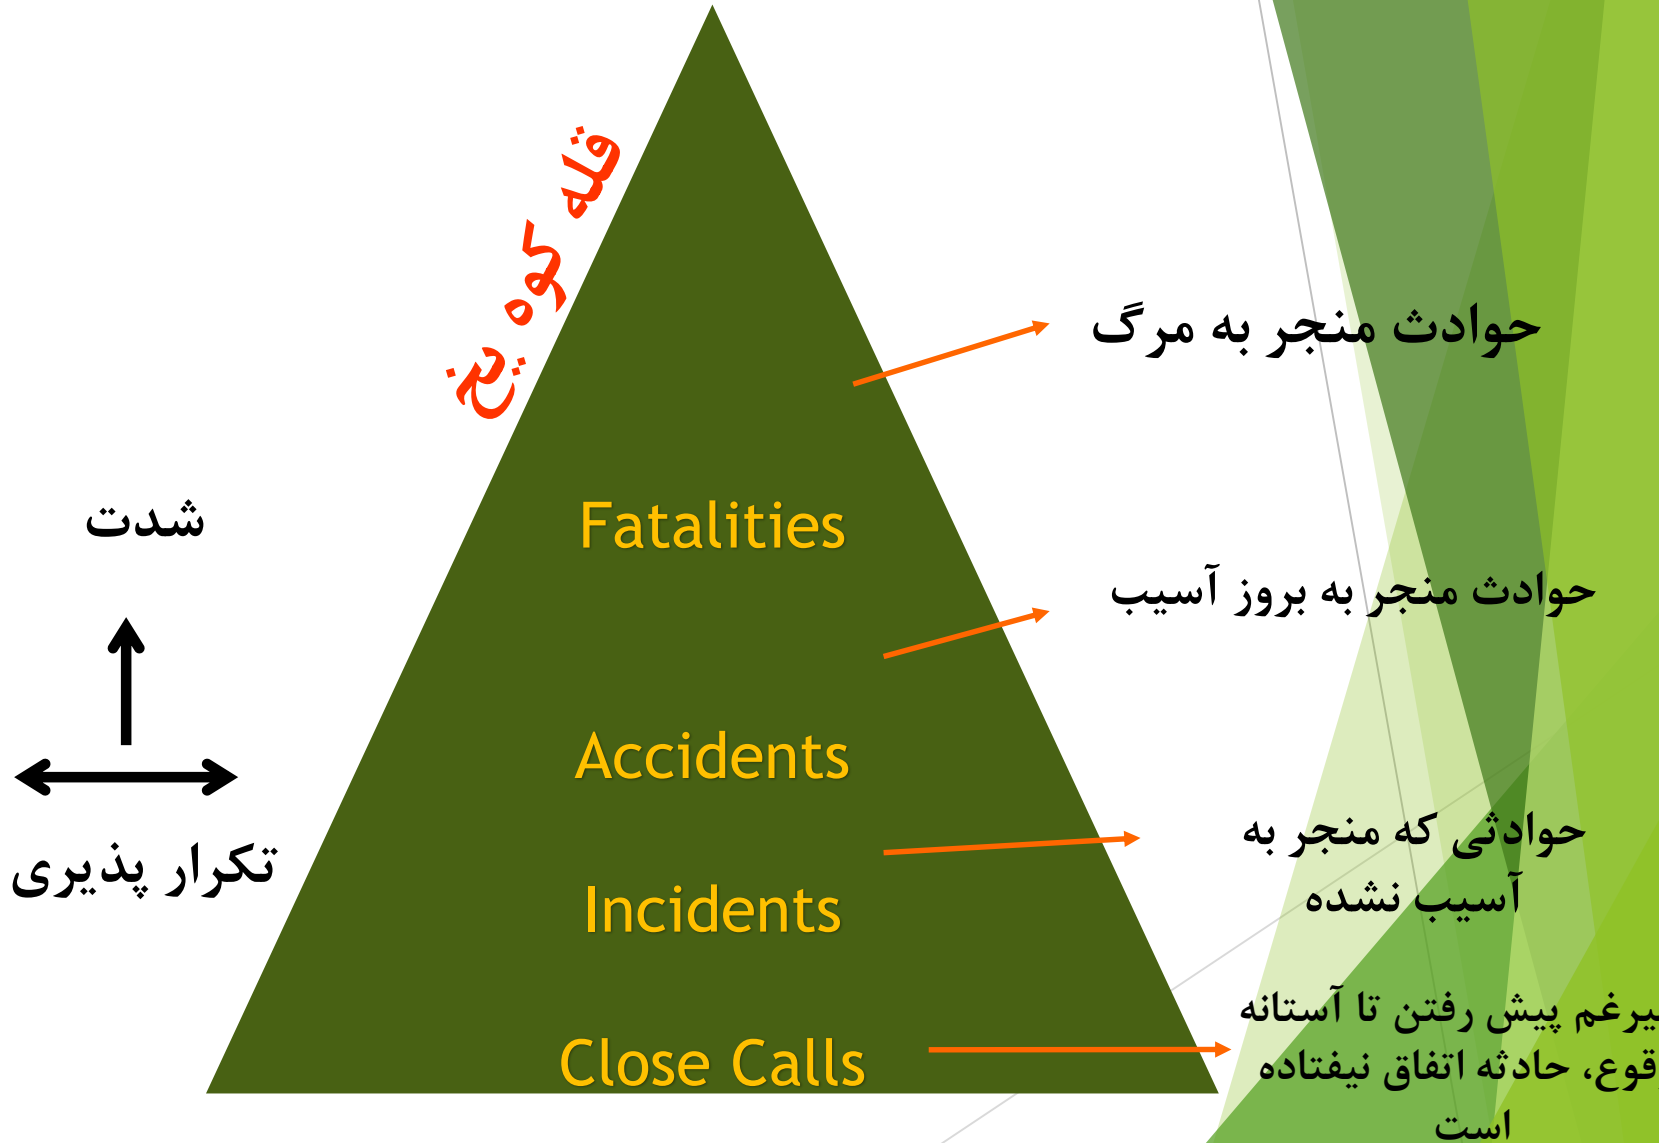 قله کوه یخ
حوادث منجر به مرگ
شدت
Fatalities
حوادث منجر به بروز آسیب
Accidents
تکرار پذیری
حوادثی که منجر به
آسیب نشده
Incidents
پیش رفتن تا آستانه
حادثه اتفاق نیفتاده
است
Close Calls